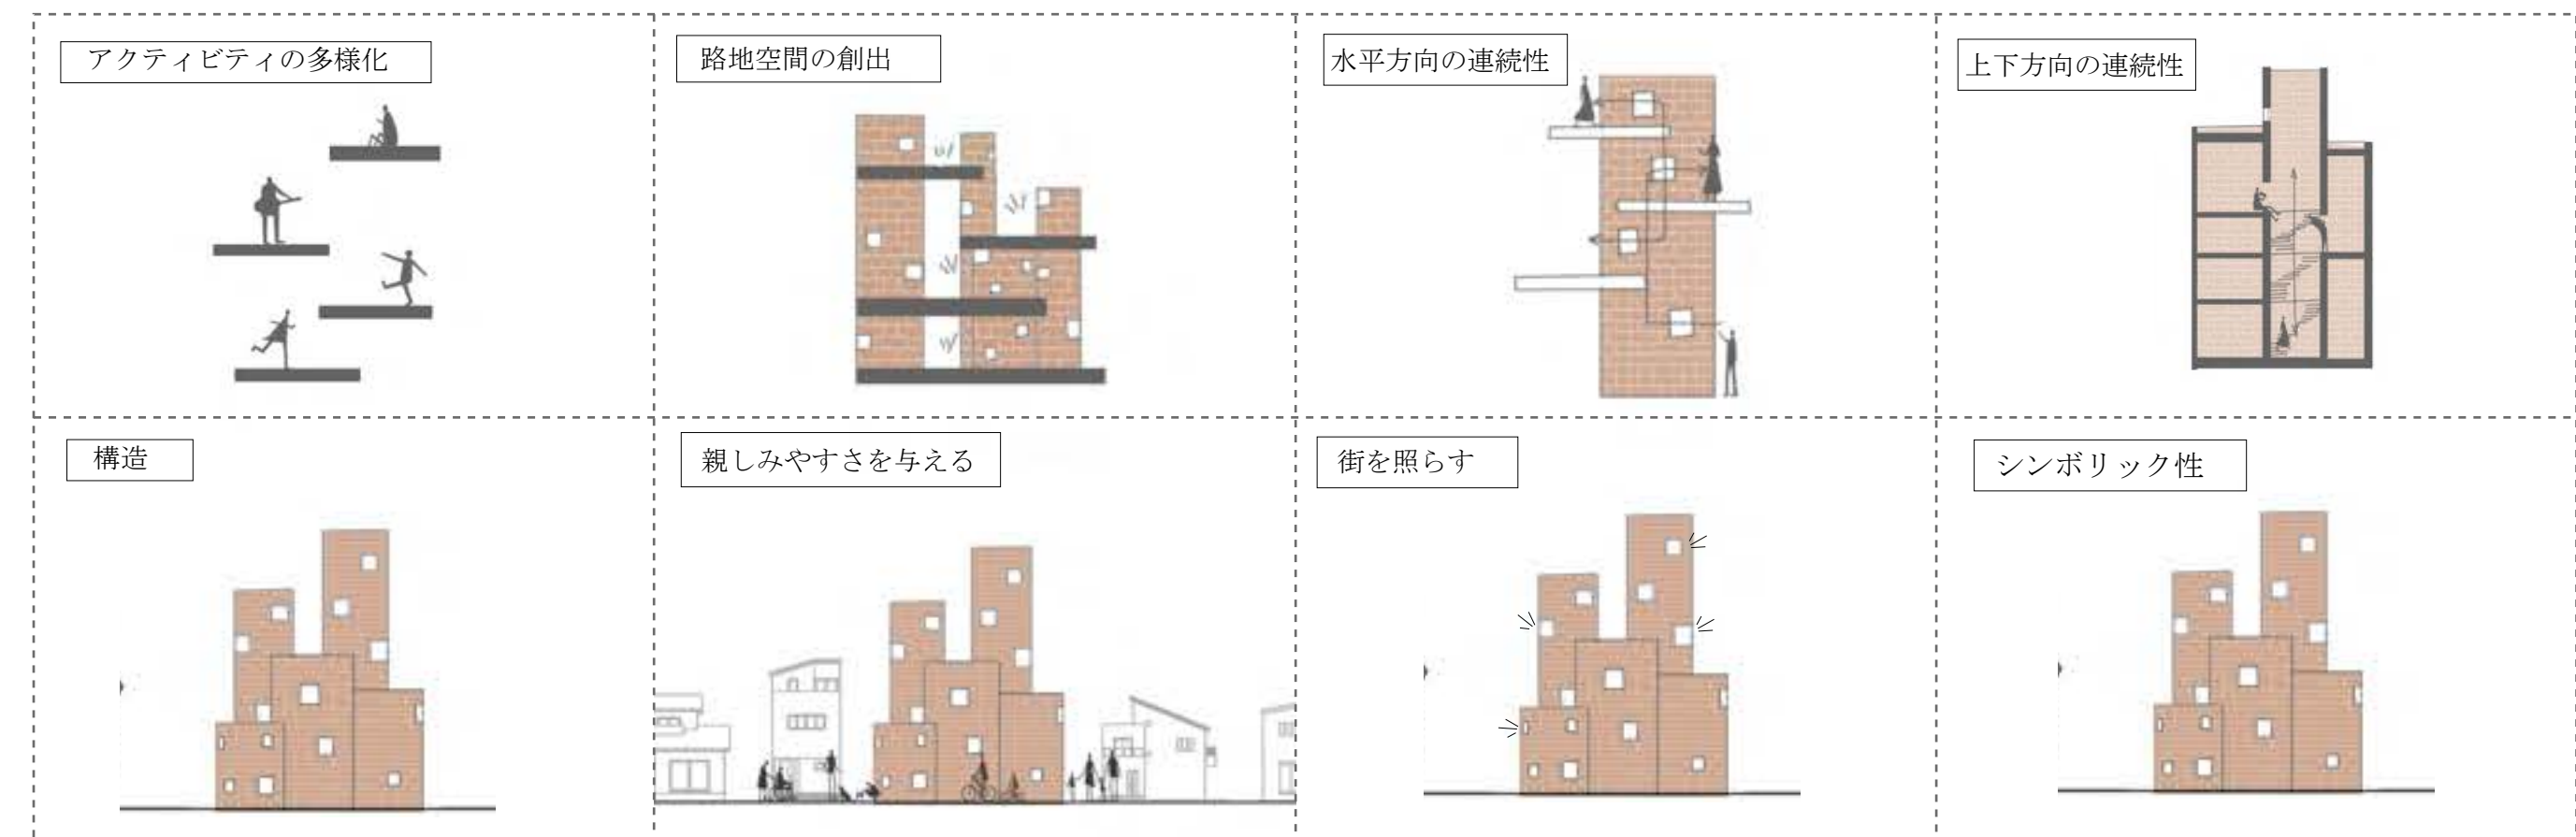 アクティビティの多様化
路地空間の創出
水平方向の連続性
上下方向の連続性
構造
親しみやすさを与える
街を照らす
シンボリック性